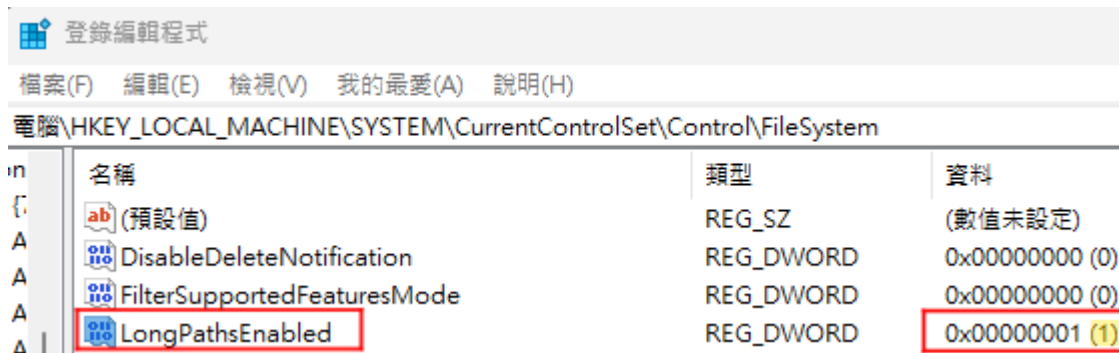 登錄編輯程式
檔案(F) 編輯(E) 檢視(V) 我的最愛(A) 說明(H)
電腦\HKEY_LOCAL_MACHINE\SYSTEM\CurrentControlSet\Control\FileSystem
名稱 類型 資料
ab (預設值) REG_SZ (數值未設定)
DisableDeleteNotification REG_DWORD 0x00000000 (0)
FilterSupportedFeaturesMode REG_DWORD 0x00000000 (0)
LongPathsEnabled REG_DWORD 0x00000001 (1)